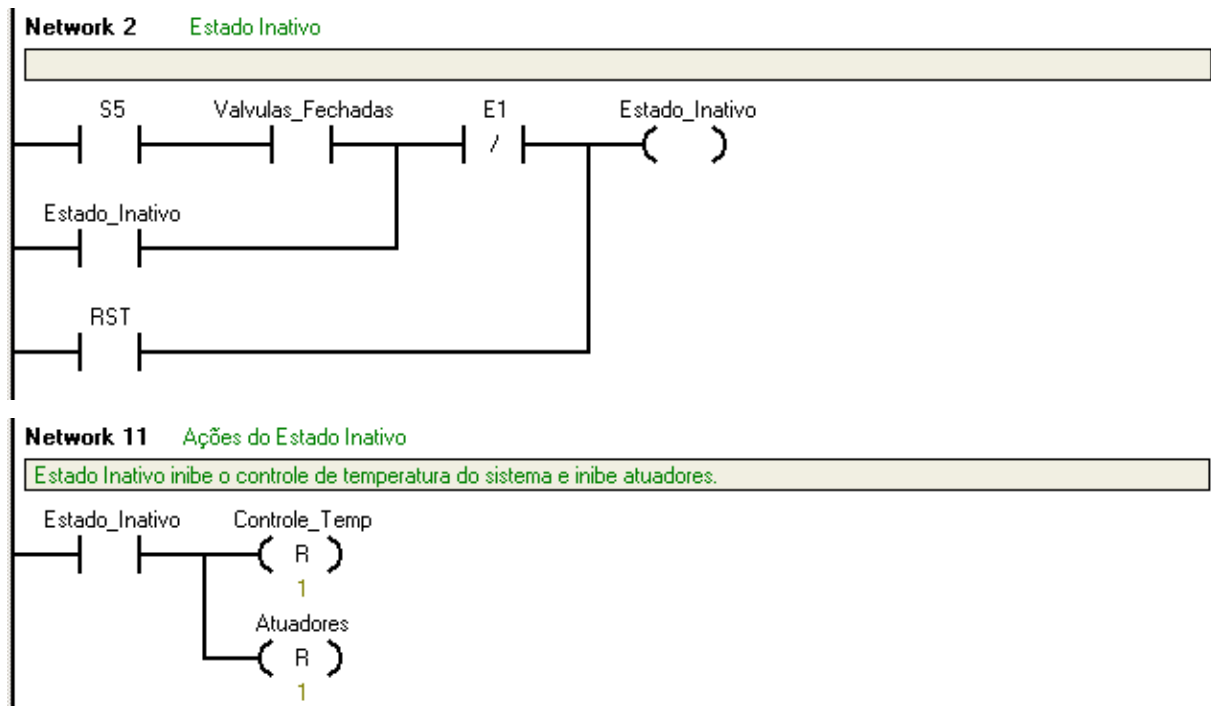 Network 2 Estado Inativo
S5 Valvulas_Fechadas E1 Estado_Inativo
/
Estado_Inativo
RST
Network 11 Ações do Estado Inativo
Estado Inativo inibe o controle de temperatura do sistema e inibe atuadores.
Estado_Inativo Controle_Temp
R
1
Atuadores
R
1